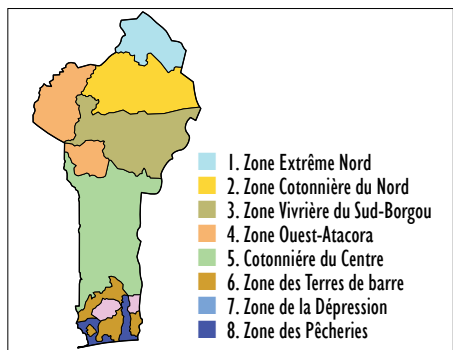 1. Zone Extrême Nord
2. Zone Cotonnière du Nord
3. Zone Vivrière du Sud-Borgou
4. Zone Ouest-Atacora
5. Cotonniére du Centre
6. Zone des Terres de barre
7. Zone de la Dépression
8. Zone des Pêcheries